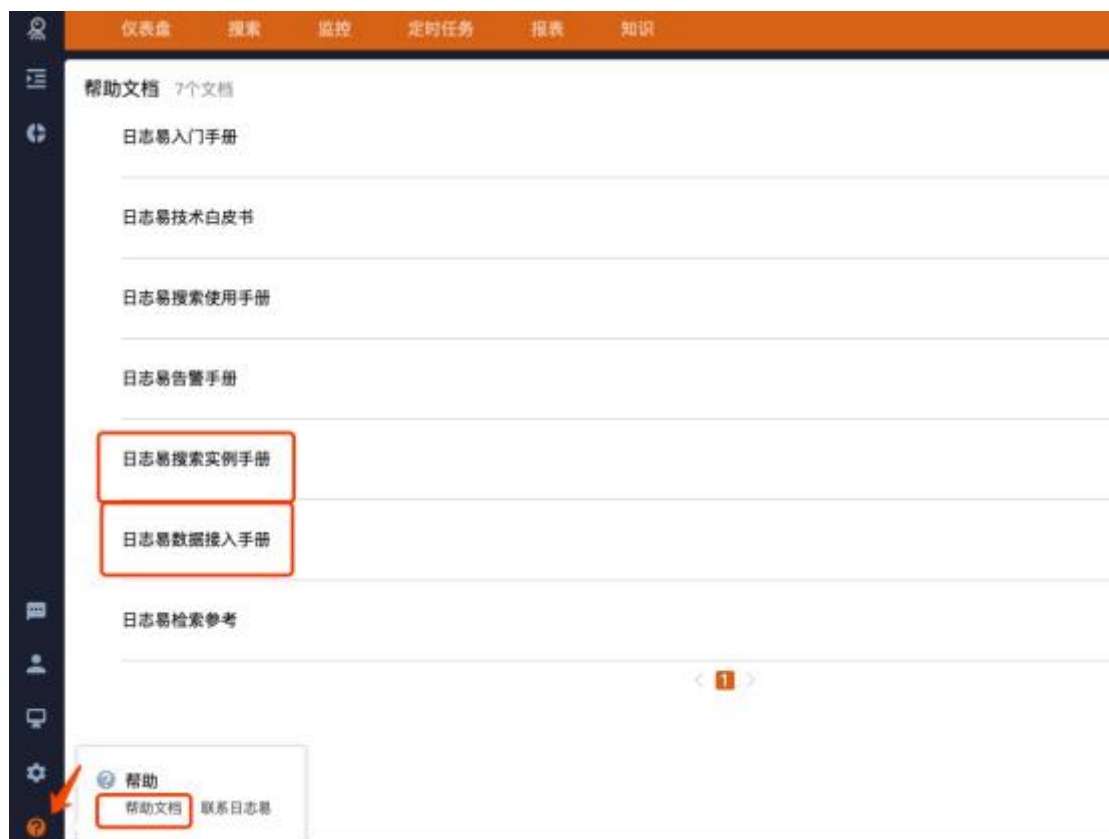 仪表盘 搜索 监控 定时任务 报表 知识
帮助文档 7个文档
日志易入门手册
日志易技术白皮书
日志易搜索使用手册
日志易告警手册
日志易搜索实例手册
日志易数据接入手册
日志易检索参考
< 1 >
帮助
帮助文档 联系日志易